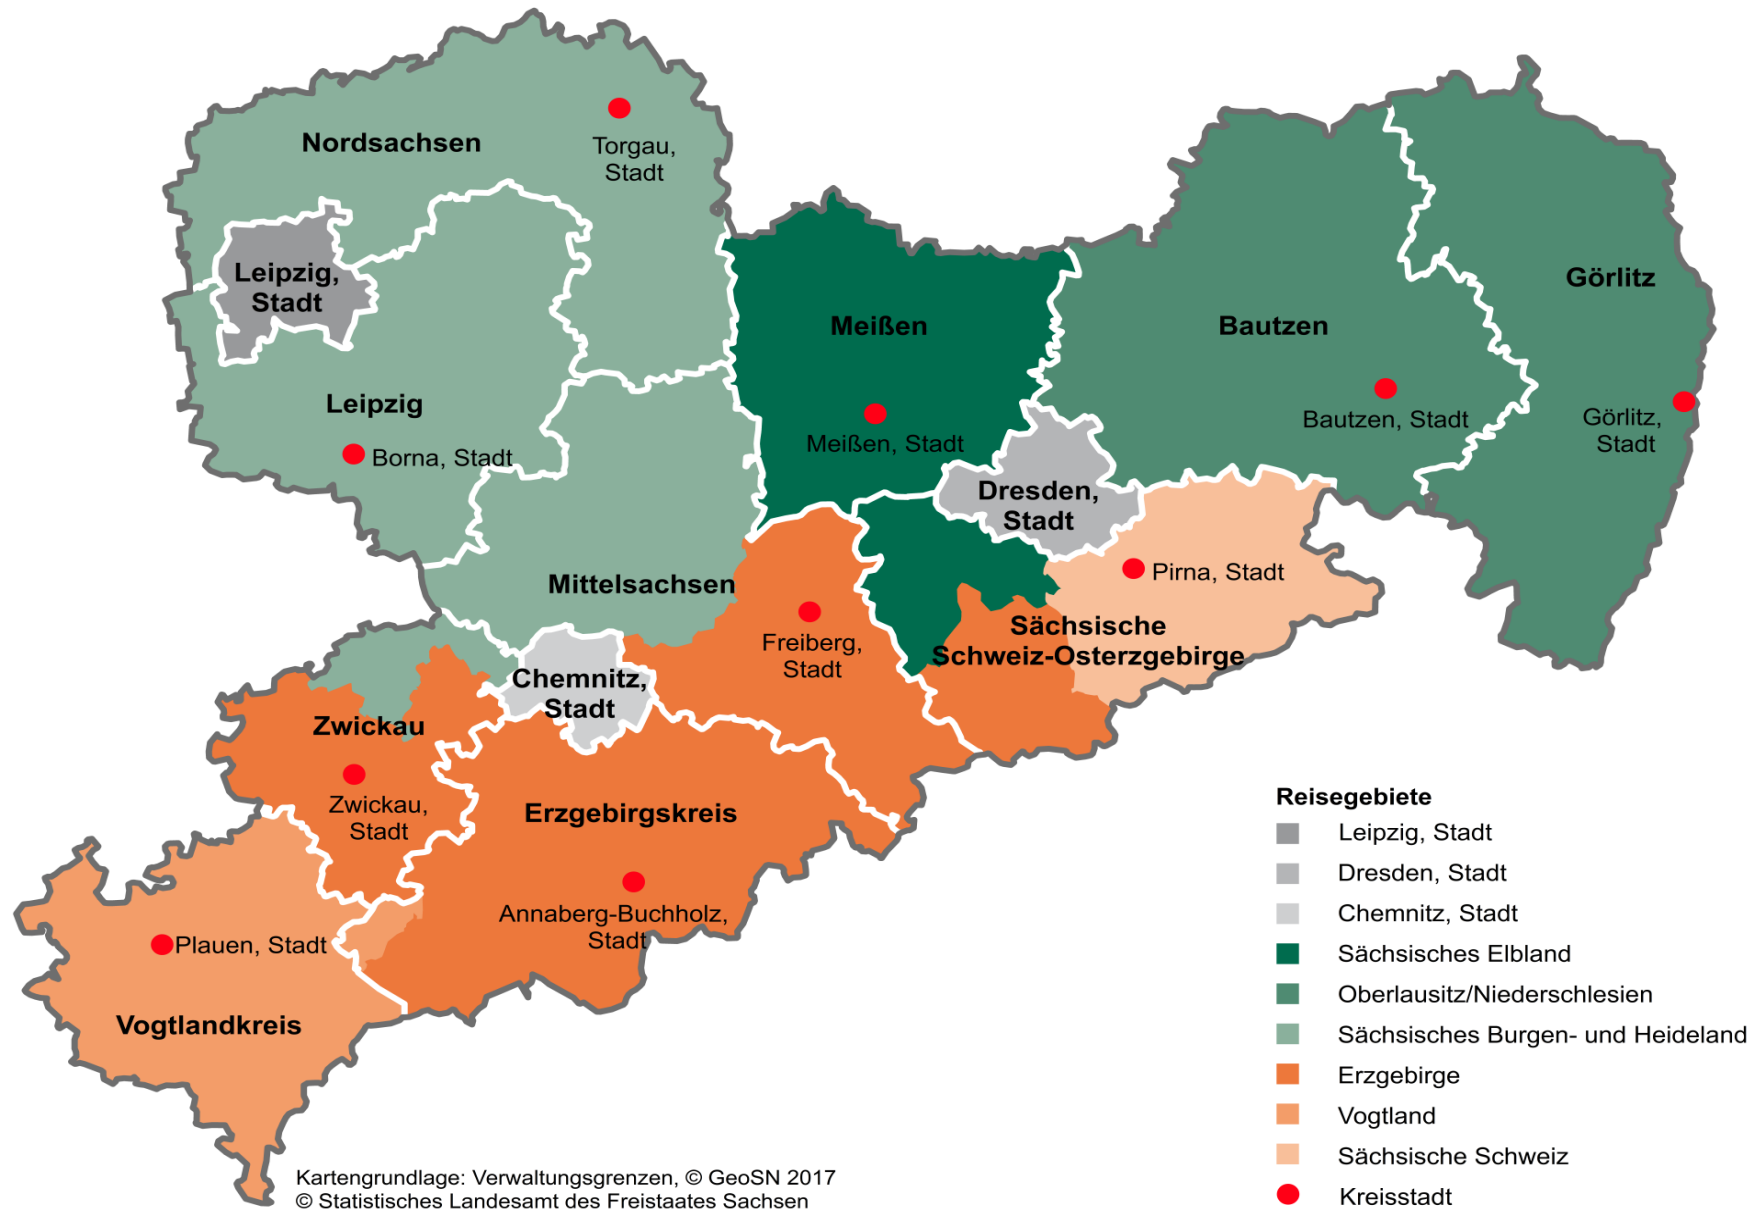 Nordsachsen
Torgau,
Stadt
Leipzig,
Stadt
Görlitz
Meißen
Bautzen
Leipzig
Borna, Stadt
Meißen, Stadt
Bautzen, Stadt
Görlitz,
Stadt
Dresden,
Stadt
Mittelsachsen
Pirna, Stadt
Freiberg,
Stadt
Sächsische
Schweiz-Osterzgebirge
Chemnitz,
Stadt
Zwickau
Zwickau,
Stadt
Erzgebirgskreis
Annaberg-Buchholz,
Stadt
Plauen, Stadt
Vogtlandkreis
Reisegebiete
Leipzig, Stadt
Dresden, Stadt
Chemnitz, Stadt
Sächsisches Elbland
Oberlausitz/Niederschlesien
Sächsisches Burgen- und Heideland
Erzgebirge
Vogtland
Sächsische Schweiz
Kreisstadt
Kartengrundlage: Verwaltungsgrenzen, © GeoSN 2017
© Statistisches Landesamt des Freistaates Sachsen